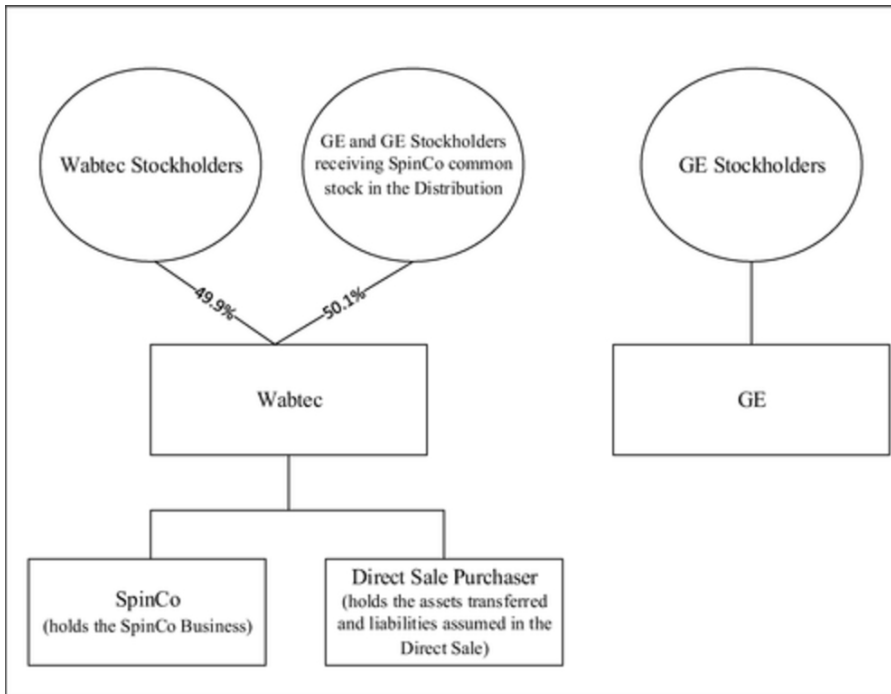 Wabtec Stockholders
GE and GE Stockholders
receiving SpinCo common
stock in the Distribution
GE Stockholders
49.9%
50.1%
Wabtec
GE
SpinCo
(holds the SpinCo Business)
Direct Sale Purchaser
(holds the assets transferred
and liabilities assumed in the
Direct Sale)